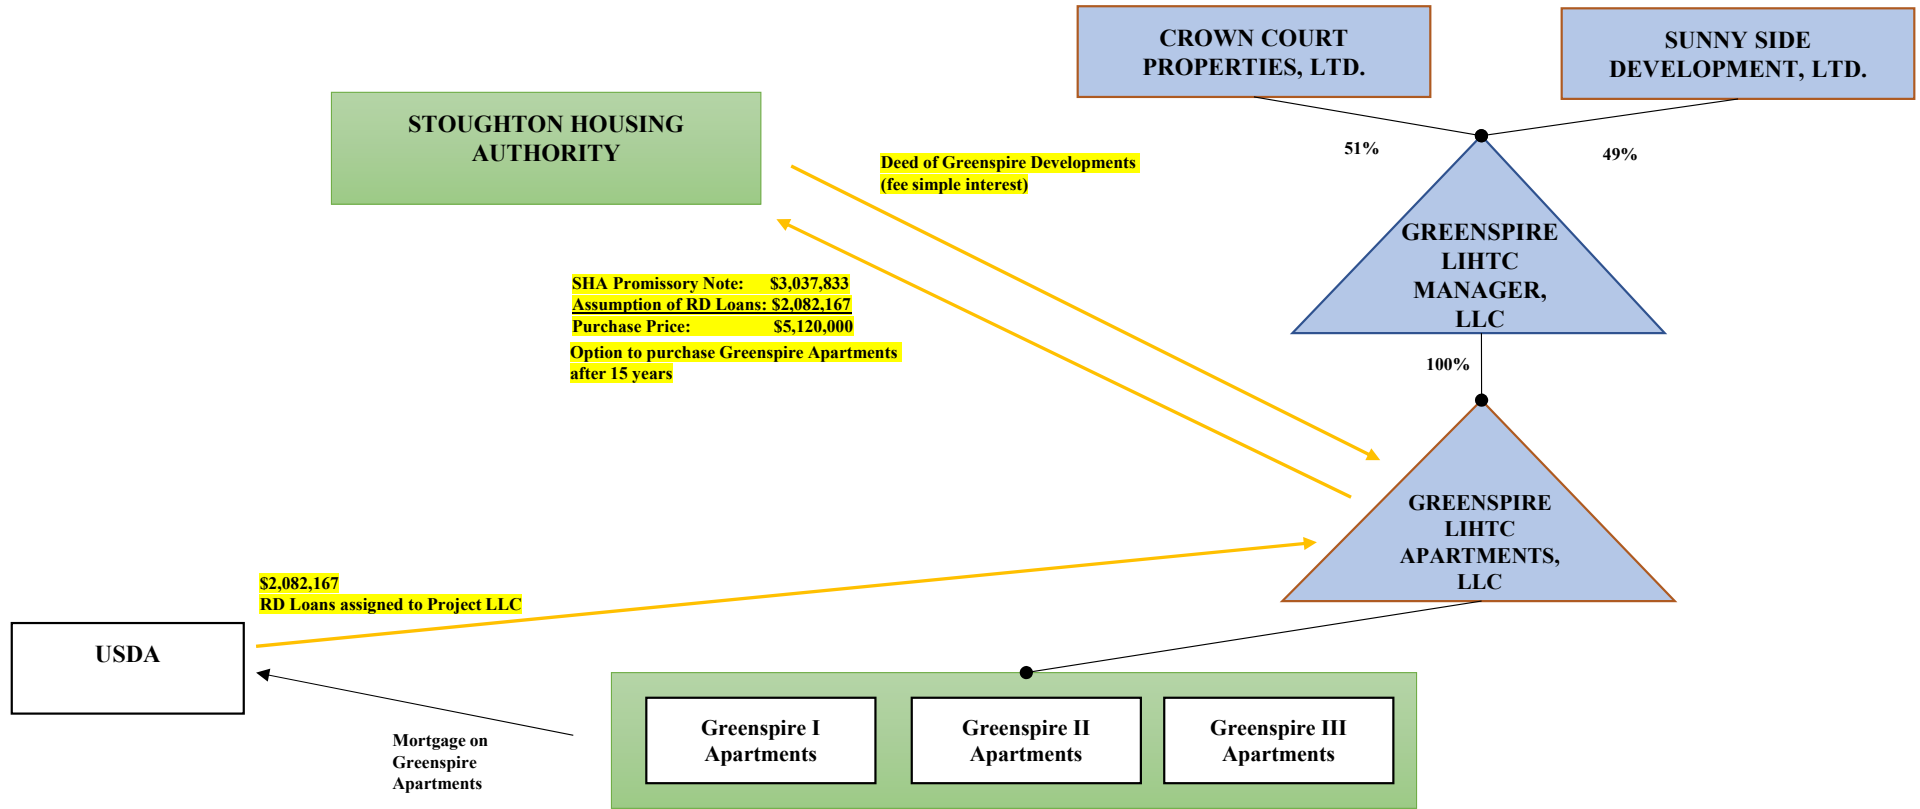 CROWN COURT
PROPERTIES, LTD.
SUNNY SIDE
DEVELOPMENT, LTD.
STOUGHTON HOUSING
AUTHORITY
51%
49%
Deed of Greenspire Developments
(fee simple interest)
GREENSPIRE
LIHTC
MANAGER,
LLC
SHA Promissory Note: $3,037,833
Assumption of RD Loans: $2,082,167
Purchase Price: $5,120,000
Option to purchase Greenspire Apartments
after 15 years
100%
GREENSPIRE
LIHTC
APARTMENTS,
LLC
$2,082,167
RD Loans assigned to Project LLC
USDA
Mortgage on
Greenspire
Apartments
Greenspire I
Apartments
Greenspire II
Apartments
Greenspire III
Apartments